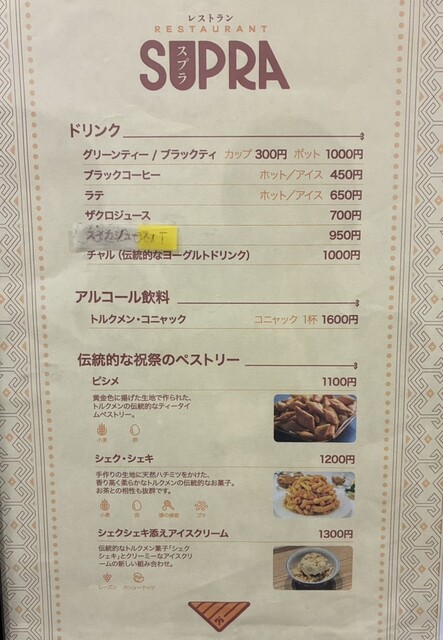 レストラン
RESTAURANT
SUPRA
スプラ
ドリンク
グリーンティー / ブラックティ カップ 300円 ポット 1000円
ブラックコーヒー ホット／アイス 450円
ラテ ホット／アイス 650円
ザクロジュース 700円
950円
チャル（伝統的なヨーグルトドリンク） 1000円
アルコール飲料
トルクメン・コニャック コニャック 1杯 1600円
伝統的な祝祭のペストリー
ピシメ 1100円
黄金色に揚げた生地で作られた、
トルクメンの伝統的なティータイ
ムペストリー。
小麦 卵
シェク・シェキ 1200円
手作りの生地に天然ハチミツをかけた、
香り高く柔らかなトルクメンの伝統的なお菓子。
お茶との相性も抜群です。
小麦 卵 ゴマ
シェクシェキ添えアイスクリーム 1300円
伝統的なトルクメン菓子「シェク
シェキ」とクリーミーなアイスクリ
ームの新しい組み合わせ。
レーズン カシューナッツ